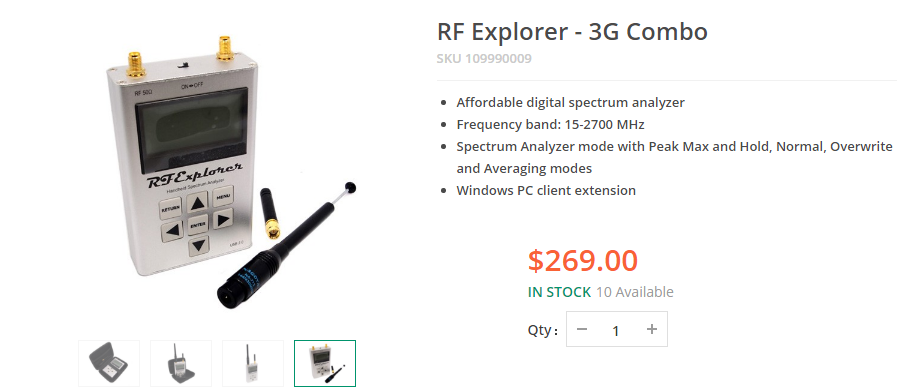 RF Explorer - 3G Combo
SKU 109990009
Affordable digital spectrum analyzer
Frequency band: 15-2700 MHz
Spectrum Analyzer mode with Peak Max and Hold, Normal, Overwrite
and Averaging modes
Windows PC client extension
$269.00
IN STOCK 10 Available
Qty : − 1 +
RF 50Ω
ON OFF
RF Explorer
Handheld Spectrum Analyzer
RETURN
MENU
ENTER